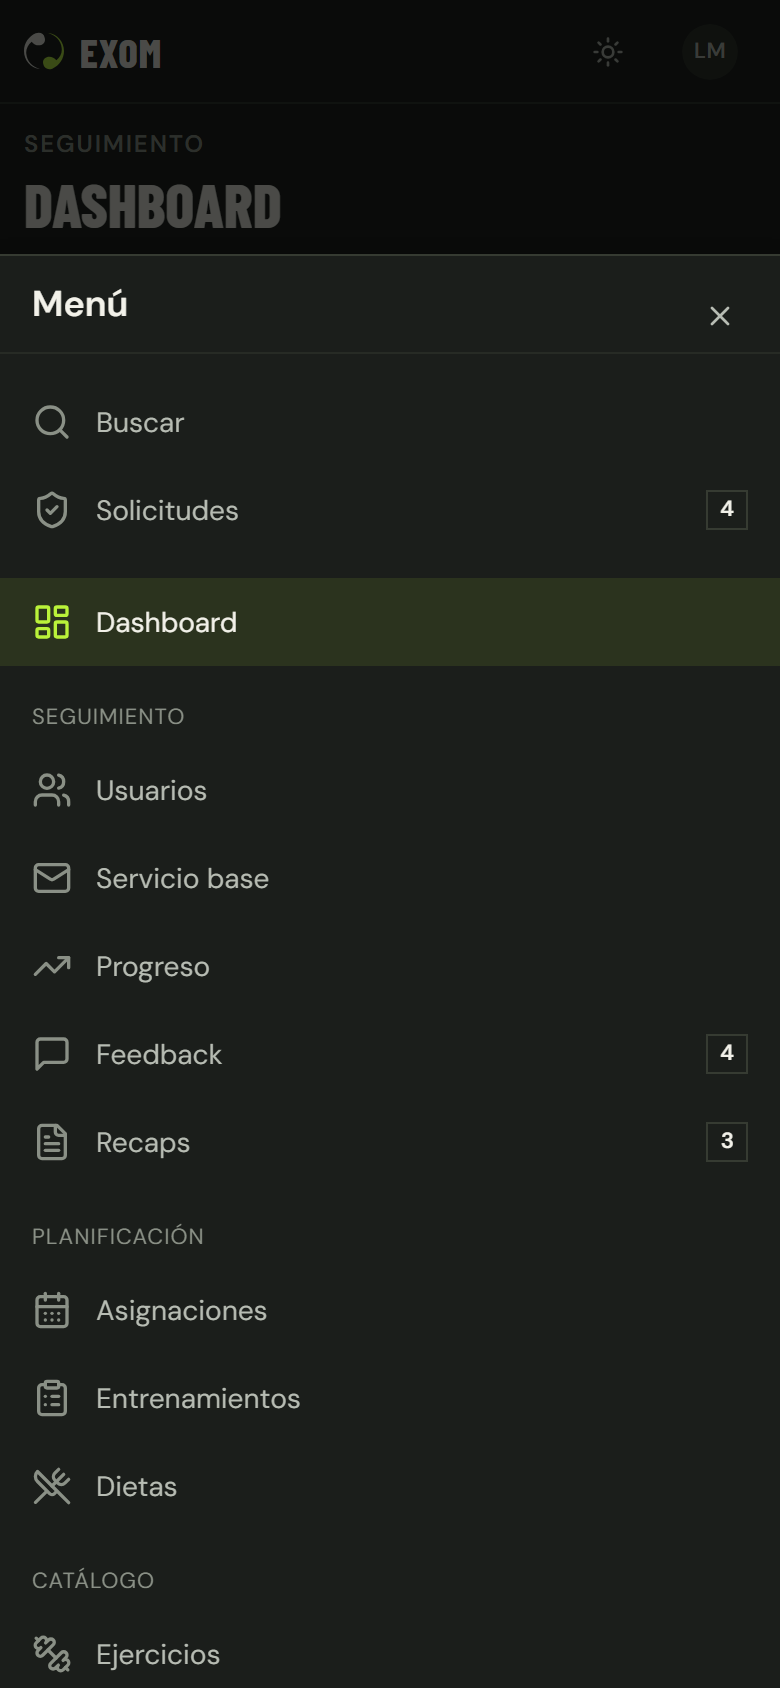 EXOM
LM
SEGUIMIENTO
DASHBOARD
Menú
Buscar
Solicitudes 4
Dashboard
SEGUIMIENTO
Usuarios
Servicio base
Progreso
Feedback 4
Recaps 3
PLANIFICACIÓN
Asignaciones
Entrenamientos
Dietas
CATÁLOGO
Ejercicios